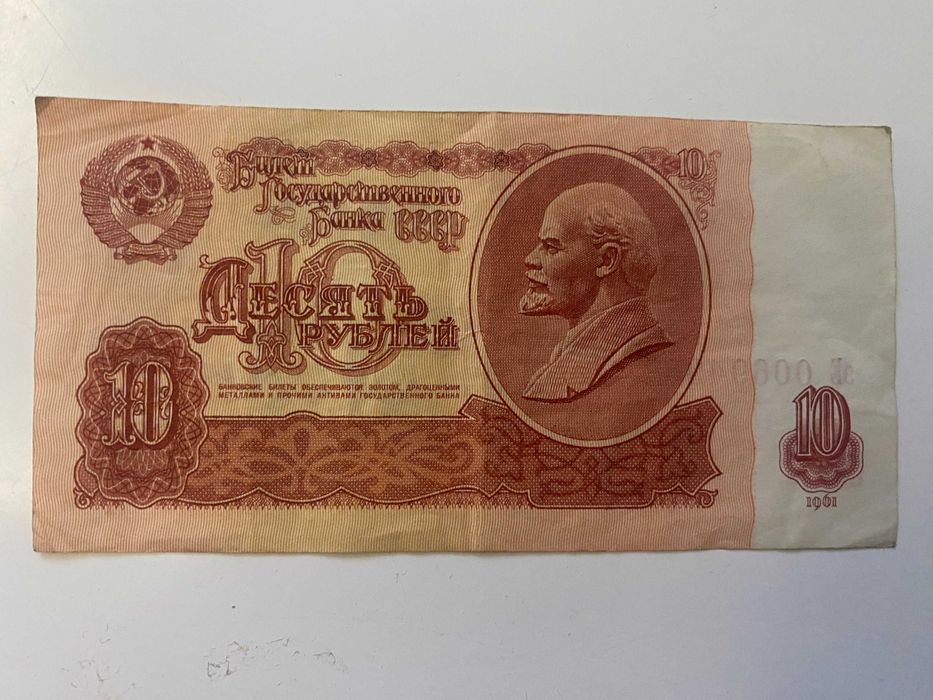 Билет
Государственного
Банка СССР
10
10
Десять
рублей
БАНКОВСКИЕ БИЛЕТЫ ОБЕСПЕЧИВАЮТСЯ ЗОЛОТОМ, ДРАГОЦЕННЫМИ
МЕТАЛЛАМИ И ПРОЧИМИ АКТИВАМИ ГОСУДАРСТВЕННОГО БАНКА
10
10
1961